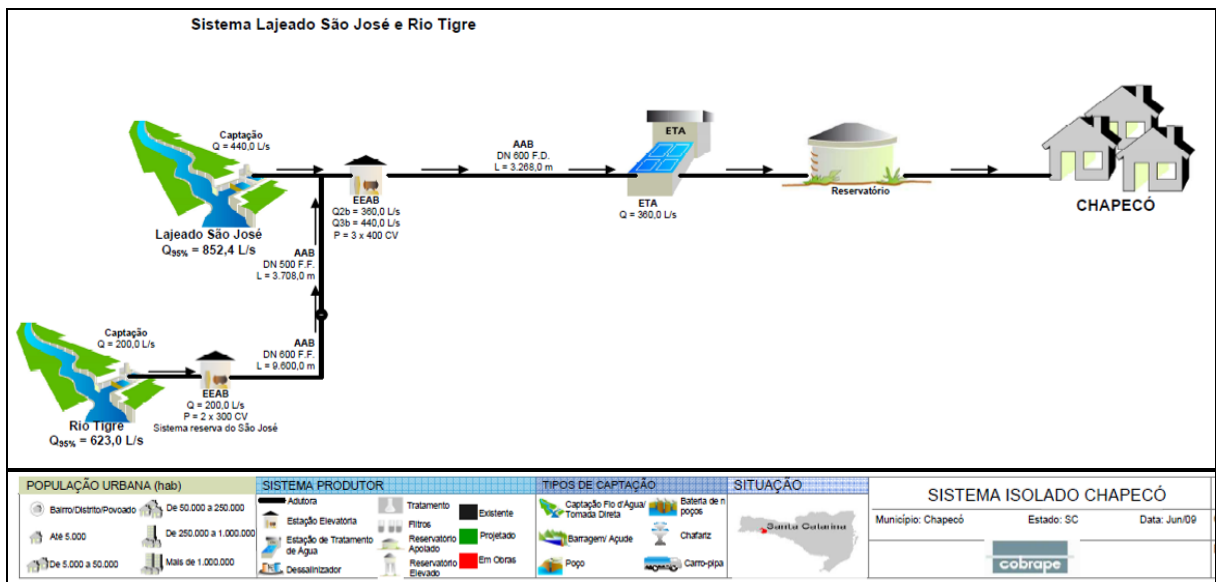 Sistema Lajeado São José e Rio Tigre
Captação
Q = 440,0 L/s
Lajeado São José
Q95% = 852,4 L/s
EEAB
Q2b = 360,0 L/s
Q3b = 440,0 L/s
P = 3 x 400 CV
AAB
DN 600 F.D.
L = 3.268,0 m
ETA
ETA
Q = 360,0 L/s
Reservatório
CHAPECÓ
AAB
DN 500 F.F.
L = 3.708,0 m
AAB
DN 600 F.F.
L = 9.600,0 m
Captação
Q = 200,0 L/s
Rio Tigre
Q95% = 623,0 L/s
EEAB
Q = 200,0 L/s
P = 2 x 300 CV
Sistema reserva do São José
POPULAÇÃO URBANA (hab)
Bairro/Distrito/Povoado
De 50.000 a 250.000
Até 5.000
De 250.000 a 1.000.000
De 5.000 a 50.000
Mais de 1.000.000
SISTEMA PRODUTOR
Adutora
Estação Elevatória
Estação de Tratamento
de Água
Dessalinizador
Tratamento
Filtros
Reservatório
Apoiado
Reservatório
Elevado
Existente
Projetado
Em Obras
TIPOS DE CAPTAÇÃO
Captação Fio d'Água/
Tomada Direta
Bateria de n
poços
Barragem/ Açude
Chafariz
Poço
Carro-pipa
SITUAÇÃO
Santa Catarina
SISTEMA ISOLADO CHAPECÓ
Município: Chapecó
Estado: SC
Data: Jun/09
cobrape